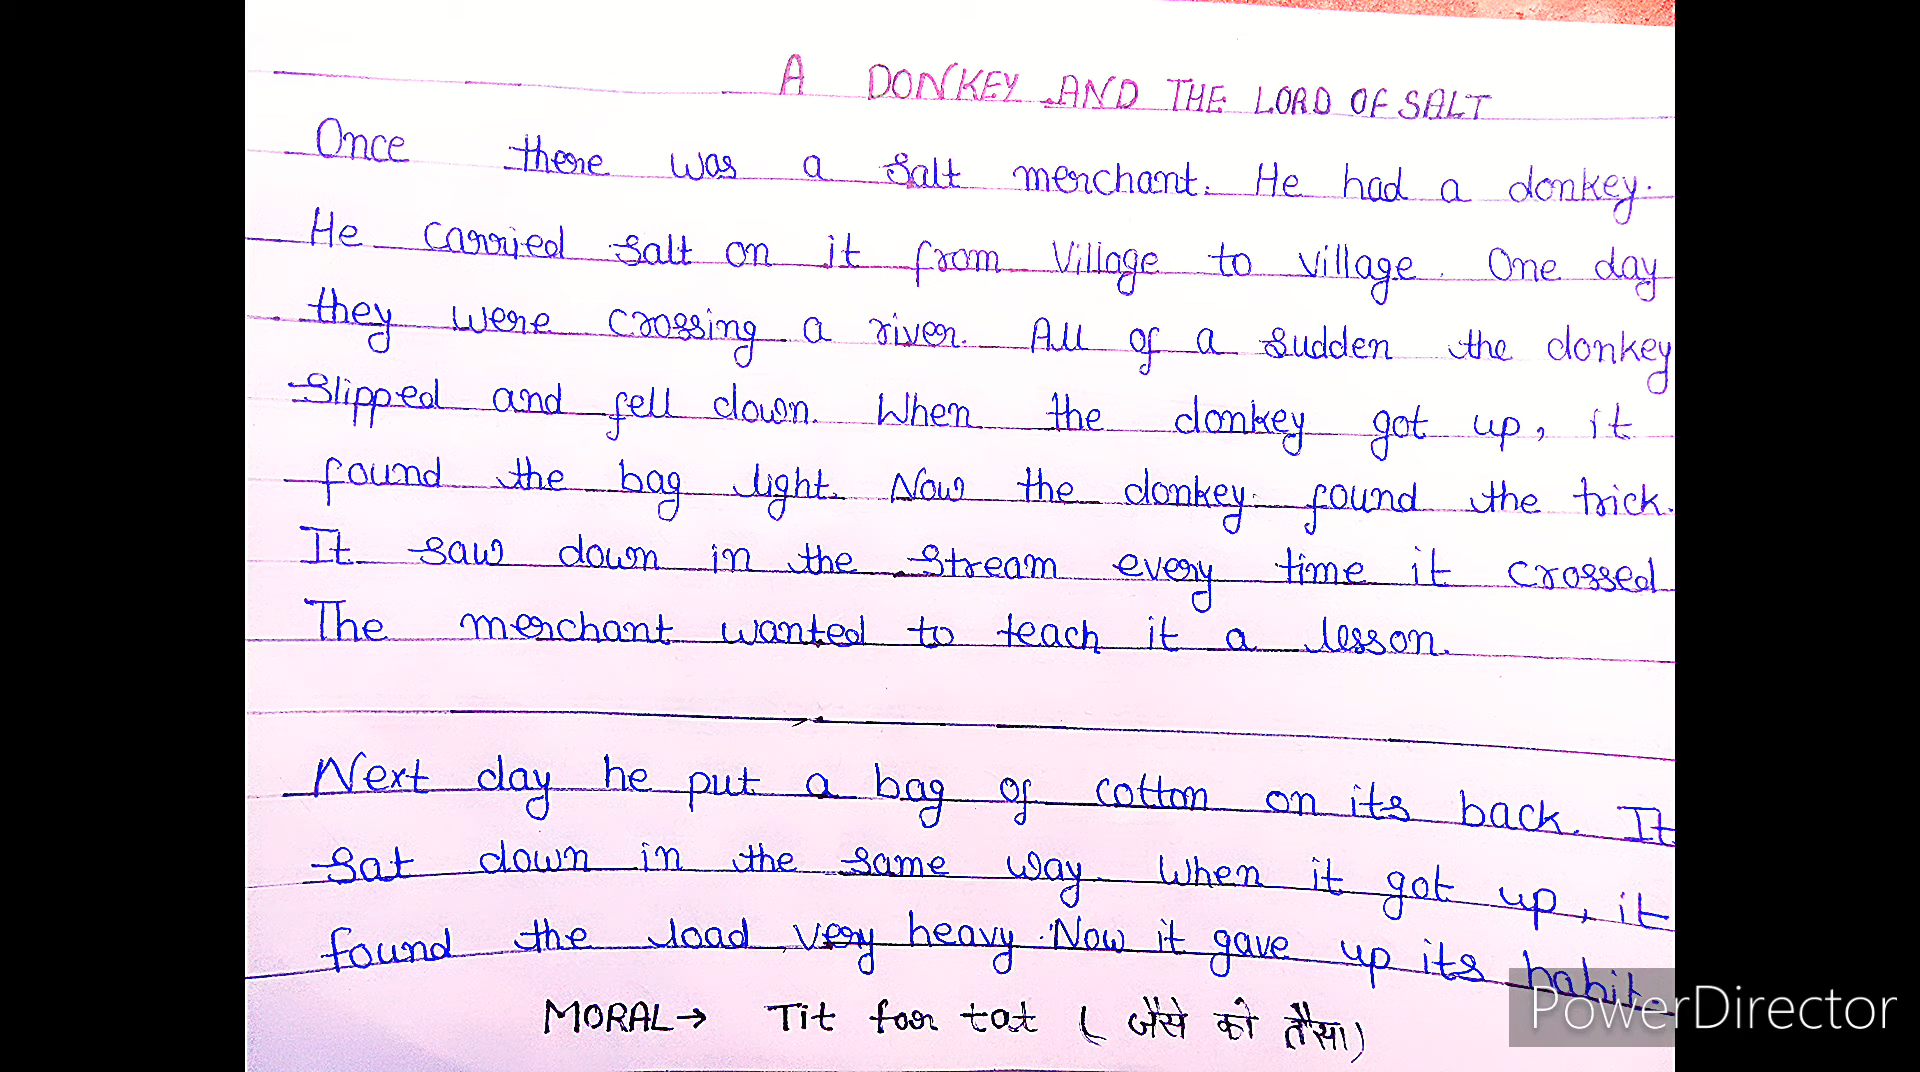 A DONKEY AND THE LORD OF SALT
Once there was a salt merchant. He had a donkey.
He carried salt on it from Village to village. One day
they were crossing a river. All of a sudden the donkey
slipped and fell down. When the donkey got up, it
found the bag light. Now the donkey found the trick.
It saw down in the stream every time it crossed
The merchant wanted to teach it a lesson.
Next day he put a bag of cotton on its back. It
sat down in the same way. When it got up, it
found the load very heavy. Now it gave up its habit.
MORAL→ Tit for tat (जैसे को तैसा)
PowerDirector